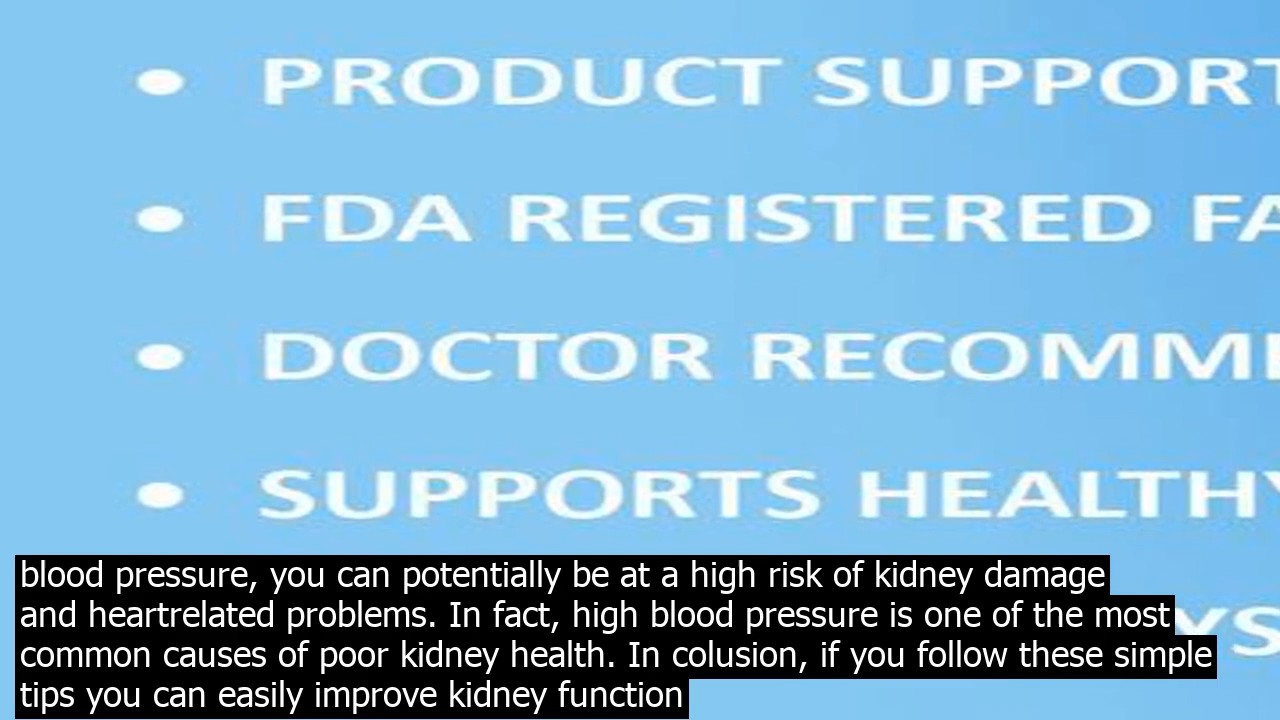 PRODUCT SUPPORT
FDA REGISTERED
DOCTOR
SUPPORTS HEALTHY
blood pressure, you can potentially be at a high risk of kidney damage
and heartrelated problems. In fact, high blood pressure is one of the most
common causes of poor kidney health. In colusion, if you follow these simple
tips you can easily improve kidney function